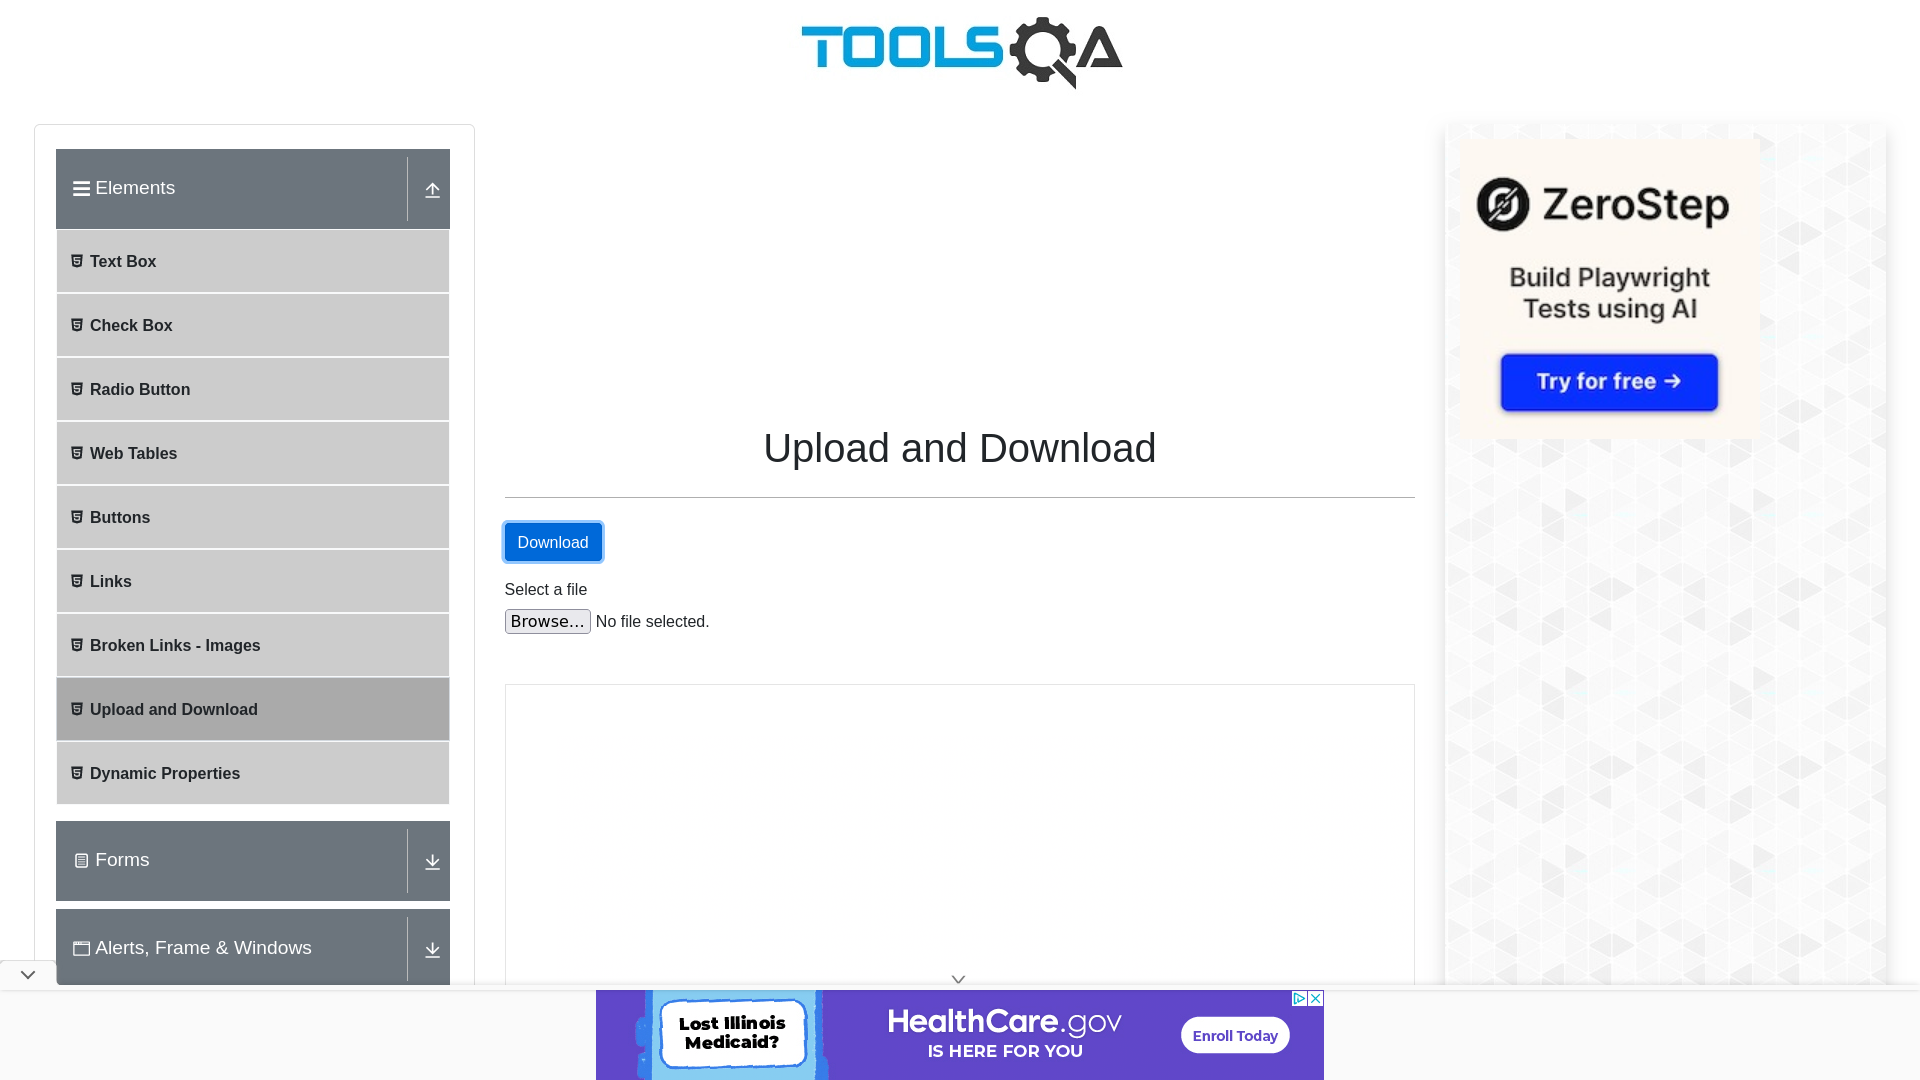 TOOLSQA
Elements
Text Box
Check Box
Radio Button
Web Tables
Buttons
Links
Broken Links - Images
Upload and Download
Dynamic Properties
Forms
Alerts, Frame & Windows
Upload and Download
Download
Select a file
Browse... No file selected.
ZeroStep
Build Playwright
Tests using AI
Try for free →
Lost Illinois
Medicaid?
HealthCare.gov
IS HERE FOR YOU
Enroll Today